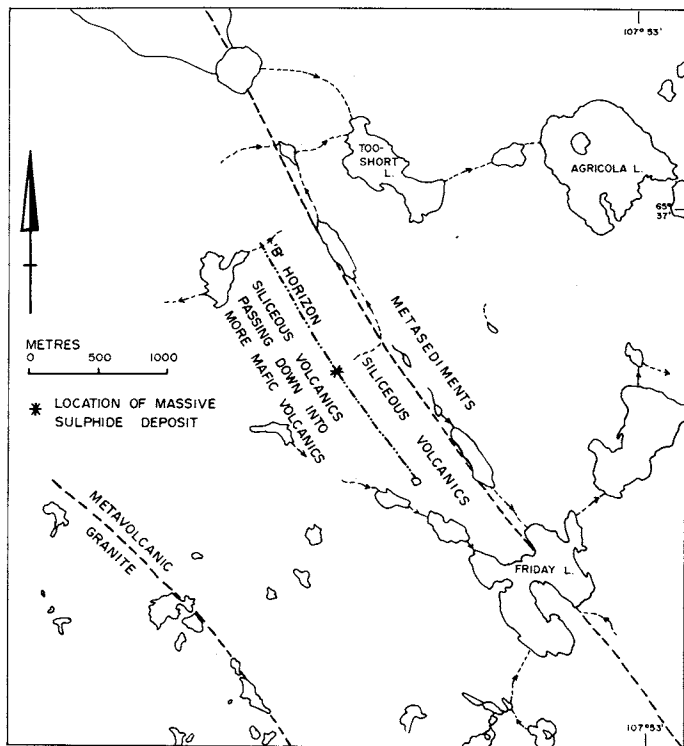 107° 53'
TOO-
SHORT
L.
AGRICOLA L.
65°
37'
'B' HORIZON
SILICEOUS VOLCANICS
PASSING DOWN INTO
MORE MAFIC VOLCANICS
METASEDIMENTS
SILICEOUS VOLCANICS
METRES
0 500 1000
LOCATION OF MASSIVE
SULPHIDE DEPOSIT
METAVOLCANIC
GRANITE
FRIDAY L.
107° 53'